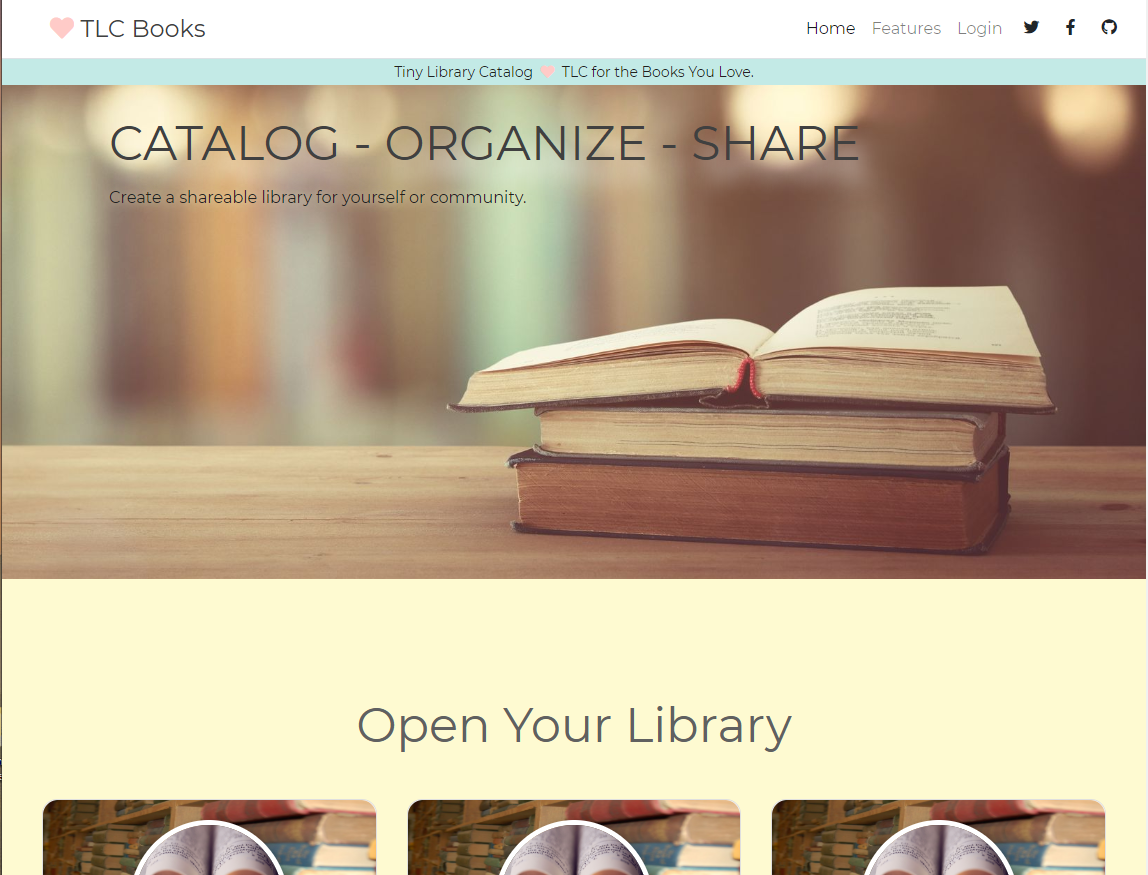 TLC Books
Home Features Login
Tiny Library Catalog TLC for the Books You Love.
CATALOG - ORGANIZE - SHARE
Create a shareable library for yourself or community.
Open Your Library